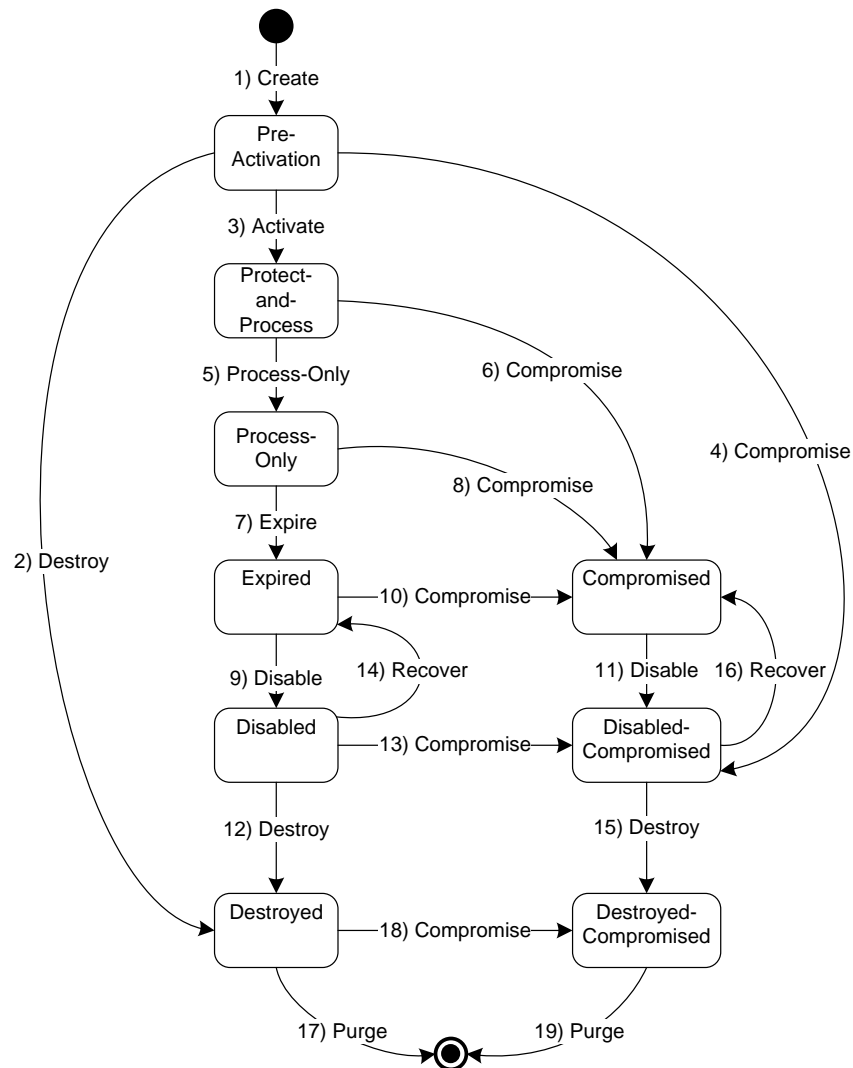 1) Create
Pre-
Activation
3) Activate
Protect-
and-
Process
5) Process-Only
6) Compromise
Process-
Only
4) Compromise
8) Compromise
7) Expire
2) Destroy
Expired
10) Compromise
Compromised
9) Disable
14) Recover
11) Disable
16) Recover
Disabled
13) Compromise
Disabled-
Compromised
12) Destroy
15) Destroy
Destroyed
18) Compromise
Destroyed-
Compromised
17) Purge
19) Purge